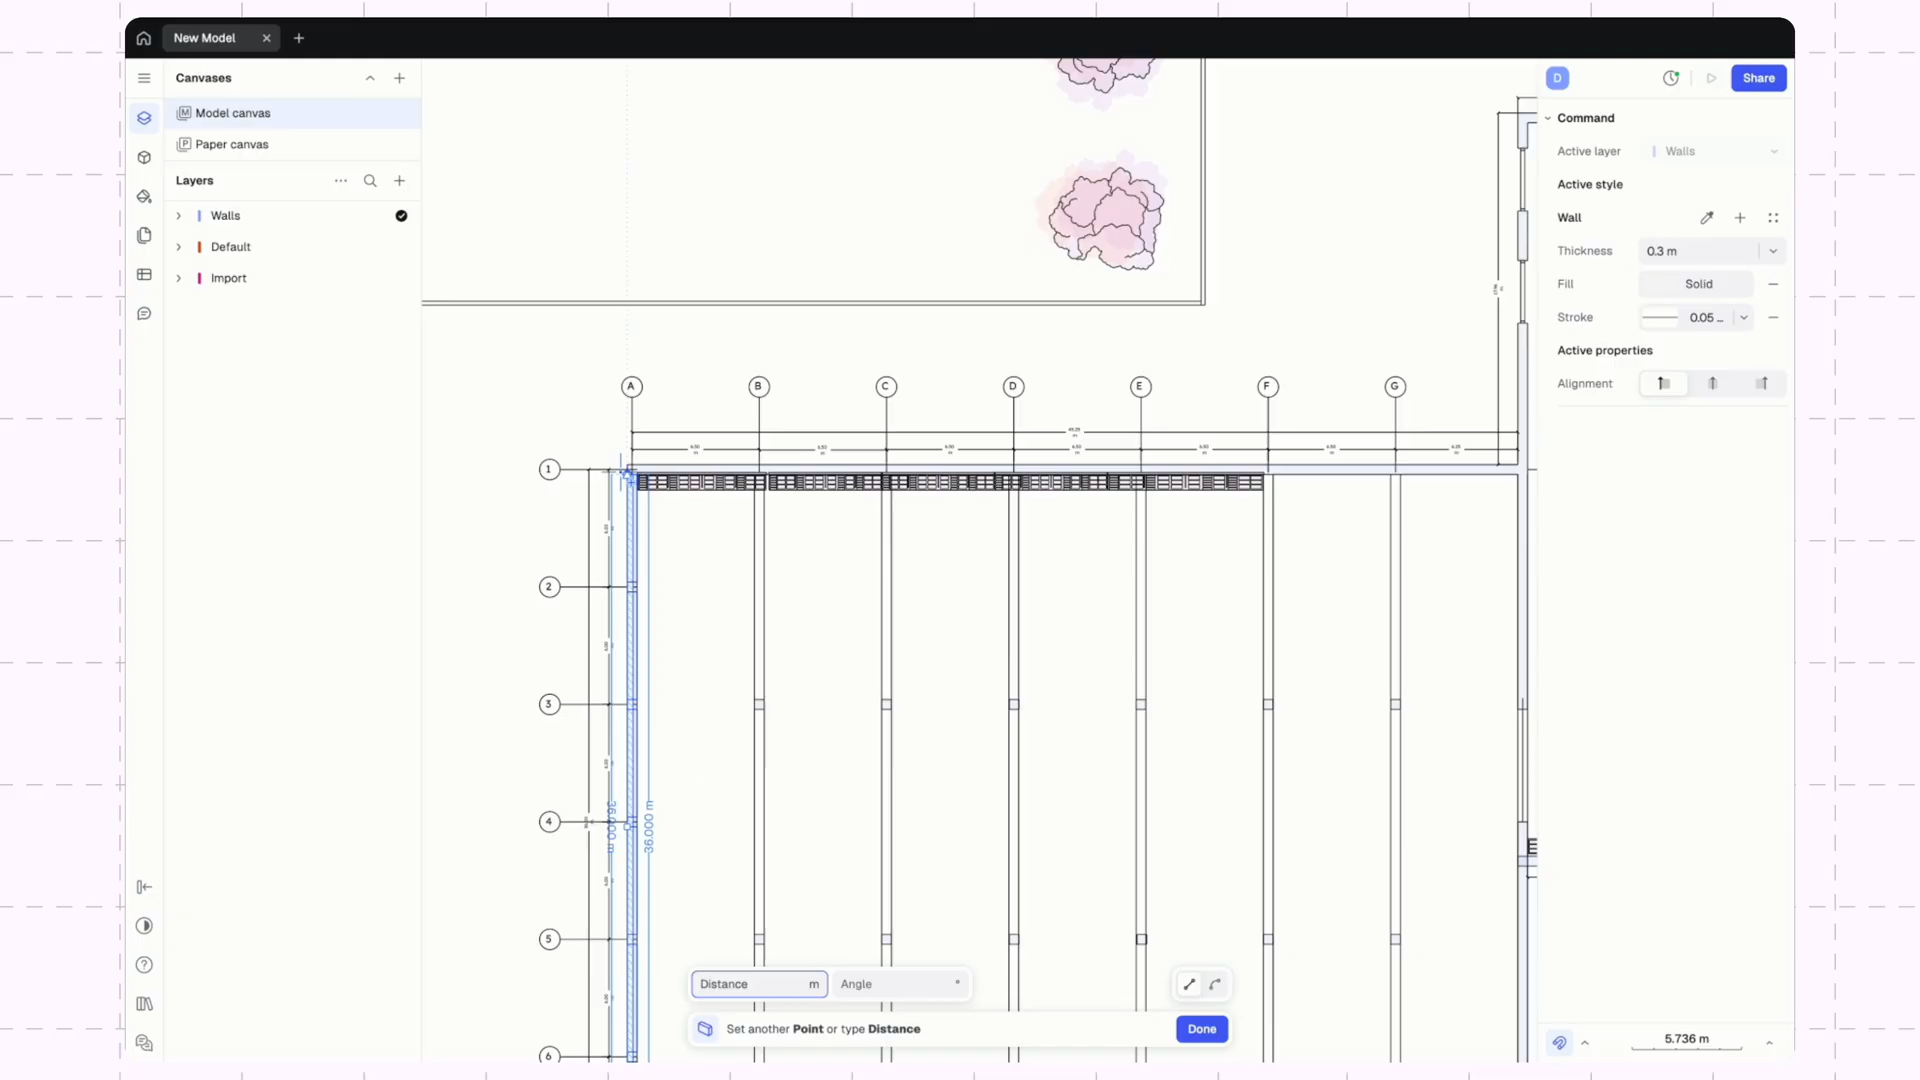 New Model
Canvases
Model canvas
Paper canvas
Layers
Walls
Default
Import
D
Share
Command
Active layer
Walls
Active style
Wall
Thickness
0.3 m
Fill
Solid
Stroke
0.05 ...
Active properties
Alignment
A
B
C
D
E
F
G
1
2
3
4
5
6
36.000 m
36.000 m
Distance
m
Angle
°
Set another Point or type Distance
Done
5.736 m